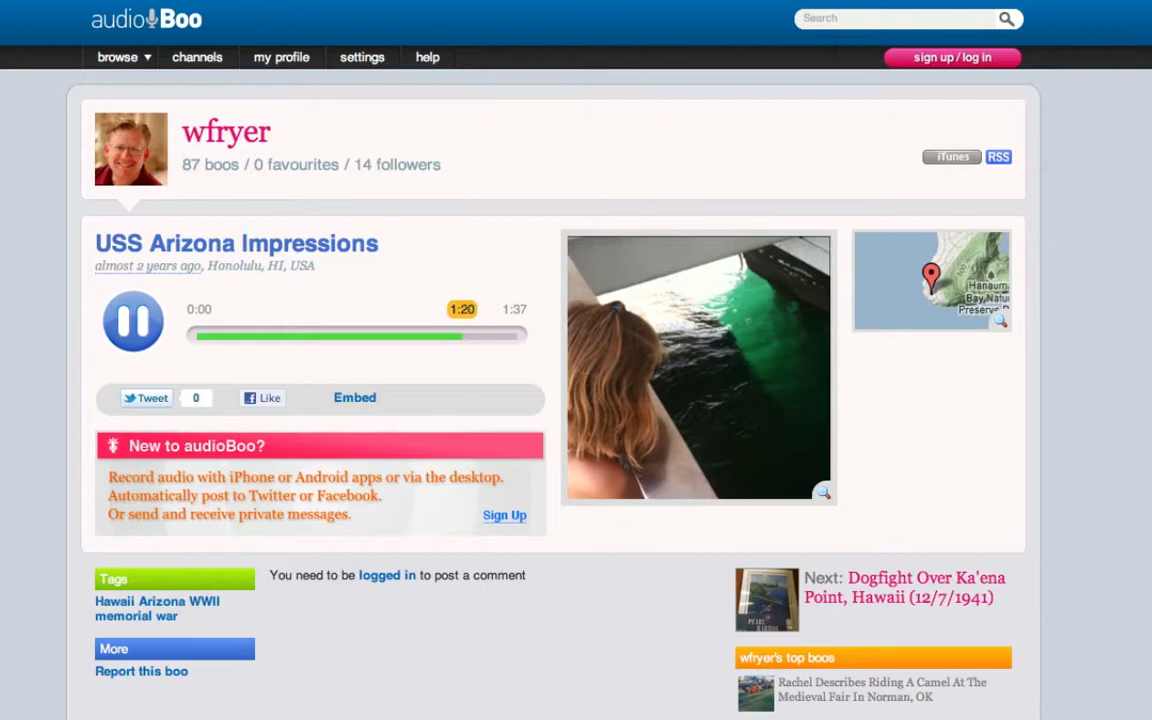 audioBoo
Search
browse channels my profile settings help
sign up / log in
wfryer
87 boos / 0 favourites / 14 followers
iTunes RSS
USS Arizona Impressions
almost 2 years ago, Honolulu, HI, USA
0:00 1:20 1:37
Hanauma
Bay Natu
Preserve P
Tweet 0 Like Embed
New to audioBoo?
Record audio with iPhone or Android apps or via the desktop.
Automatically post to Twitter or Facebook.
Or send and receive private messages.
Sign Up
Tags
Hawaii Arizona WWII
memorial war
More
Report this boo
You need to be logged in to post a comment
PEARL
HARBOR
Next: Dogfight Over Ka'ena
Point, Hawaii (12/7/1941)
wfryer's top boos
Rachel Describes Riding A Camel At The
Medieval Fair In Norman, OK